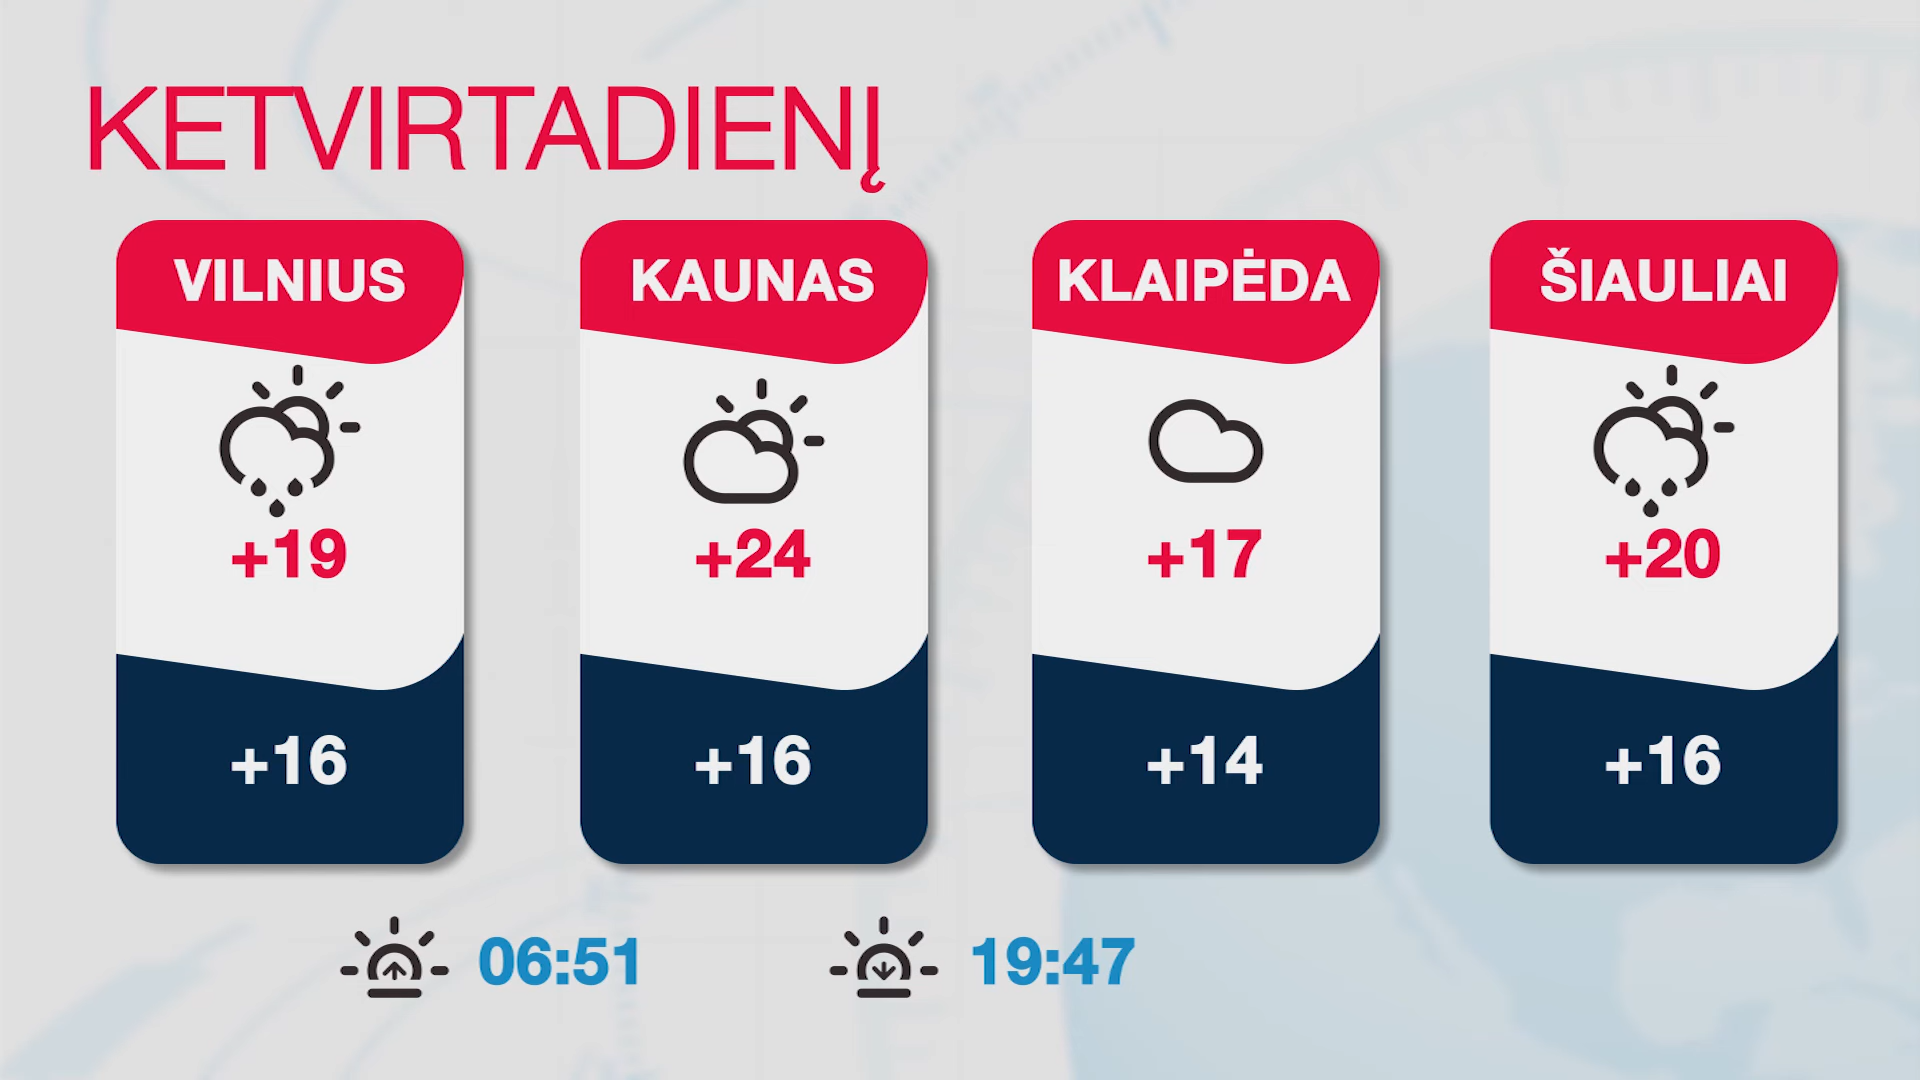 KETVIRTADIENĮ
VILNIUS
+19
+16
KAUNAS
+24
+16
KLAIPĖDA
+17
+14
ŠIAULIAI
+20
+16
06:51
19:47